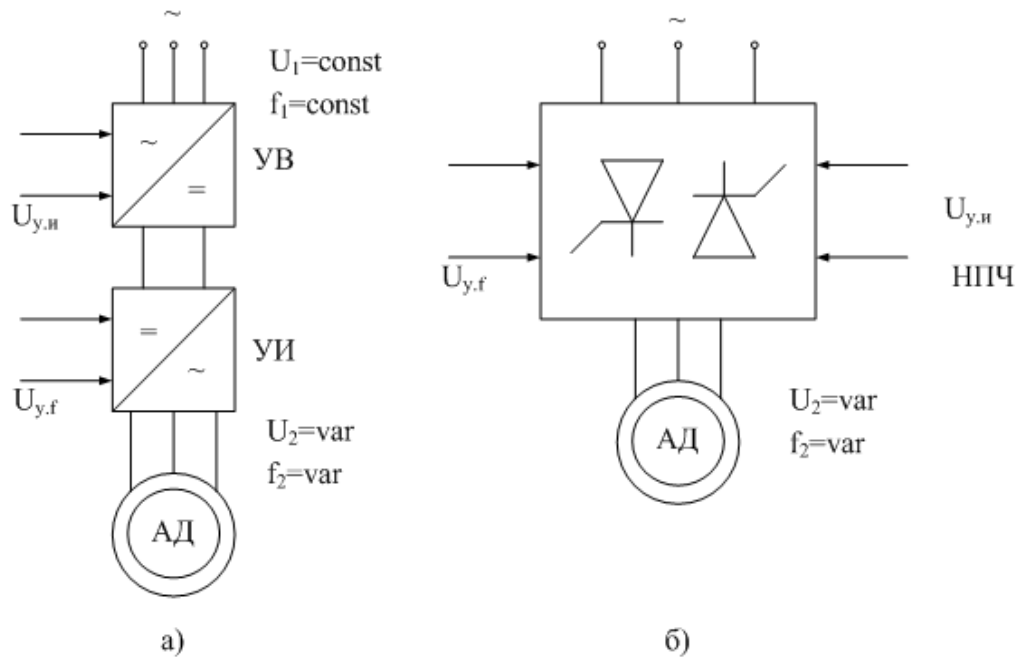 ~
U₁=const
f₁=const
~
=
УВ
Uу.и
=
~
УИ
Uу.f
U₂=var
f₂=var
АД
а)
~
Uу.и
Uу.f
НПЧ
U₂=var
f₂=var
АД
б)